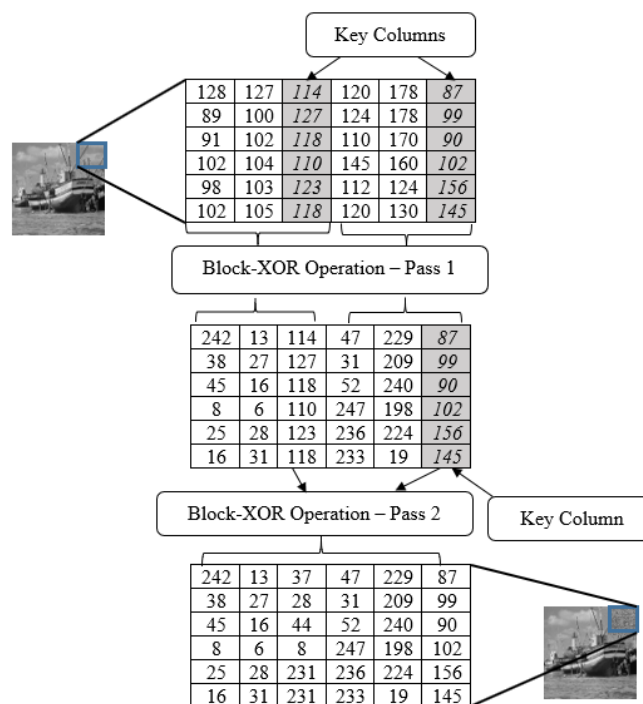 Key Columns
128 127 114 120 178 87
89 100 127 124 178 99
91 102 118 110 170 90
102 104 110 145 160 102
98 103 123 112 124 156
102 105 118 120 130 145
Block-XOR Operation – Pass 1
242 13 114 47 229 87
38 27 127 31 209 99
45 16 118 52 240 90
8 6 110 247 198 102
25 28 123 236 224 156
16 31 118 233 19 145
Block-XOR Operation – Pass 2
Key Column
242 13 37 47 229 87
38 27 28 31 209 99
45 16 44 52 240 90
8 6 8 247 198 102
25 28 231 236 224 156
16 31 231 233 19 145